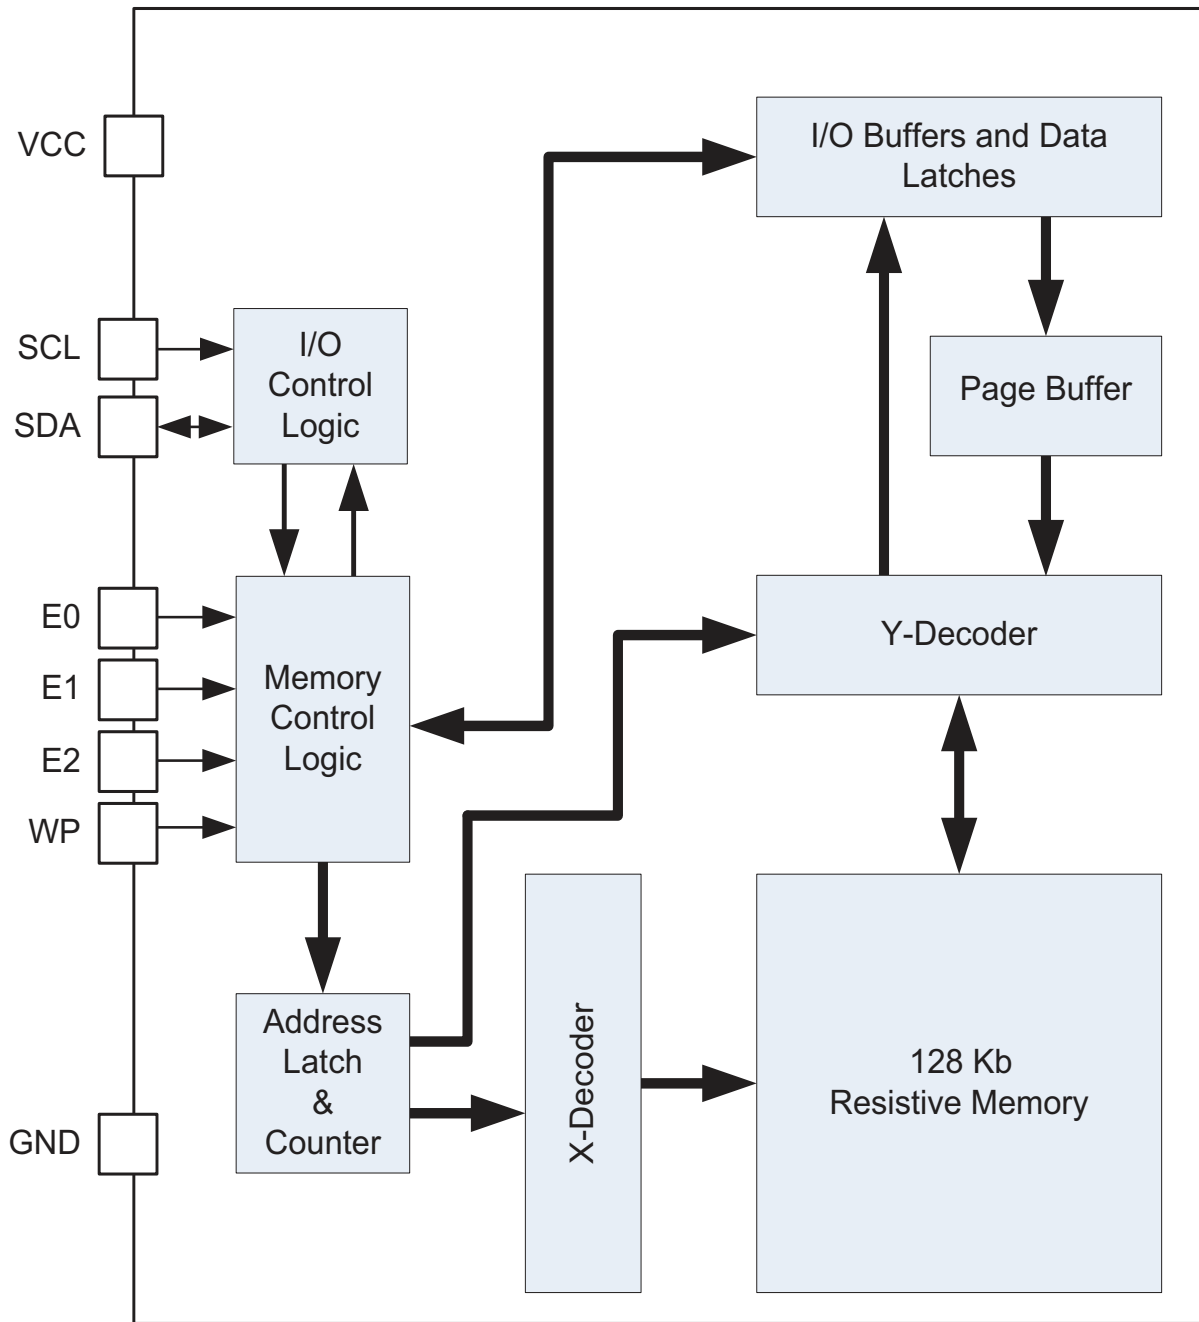 VCC
I/O Buffers and Data
Latches
SCL
SDA
I/O
Control
Logic
Page Buffer
E0
E1
E2
WP
Memory
Control
Logic
Y-Decoder
GND
Address
Latch
&
Counter
X-Decoder
128 Kb
Resistive Memory